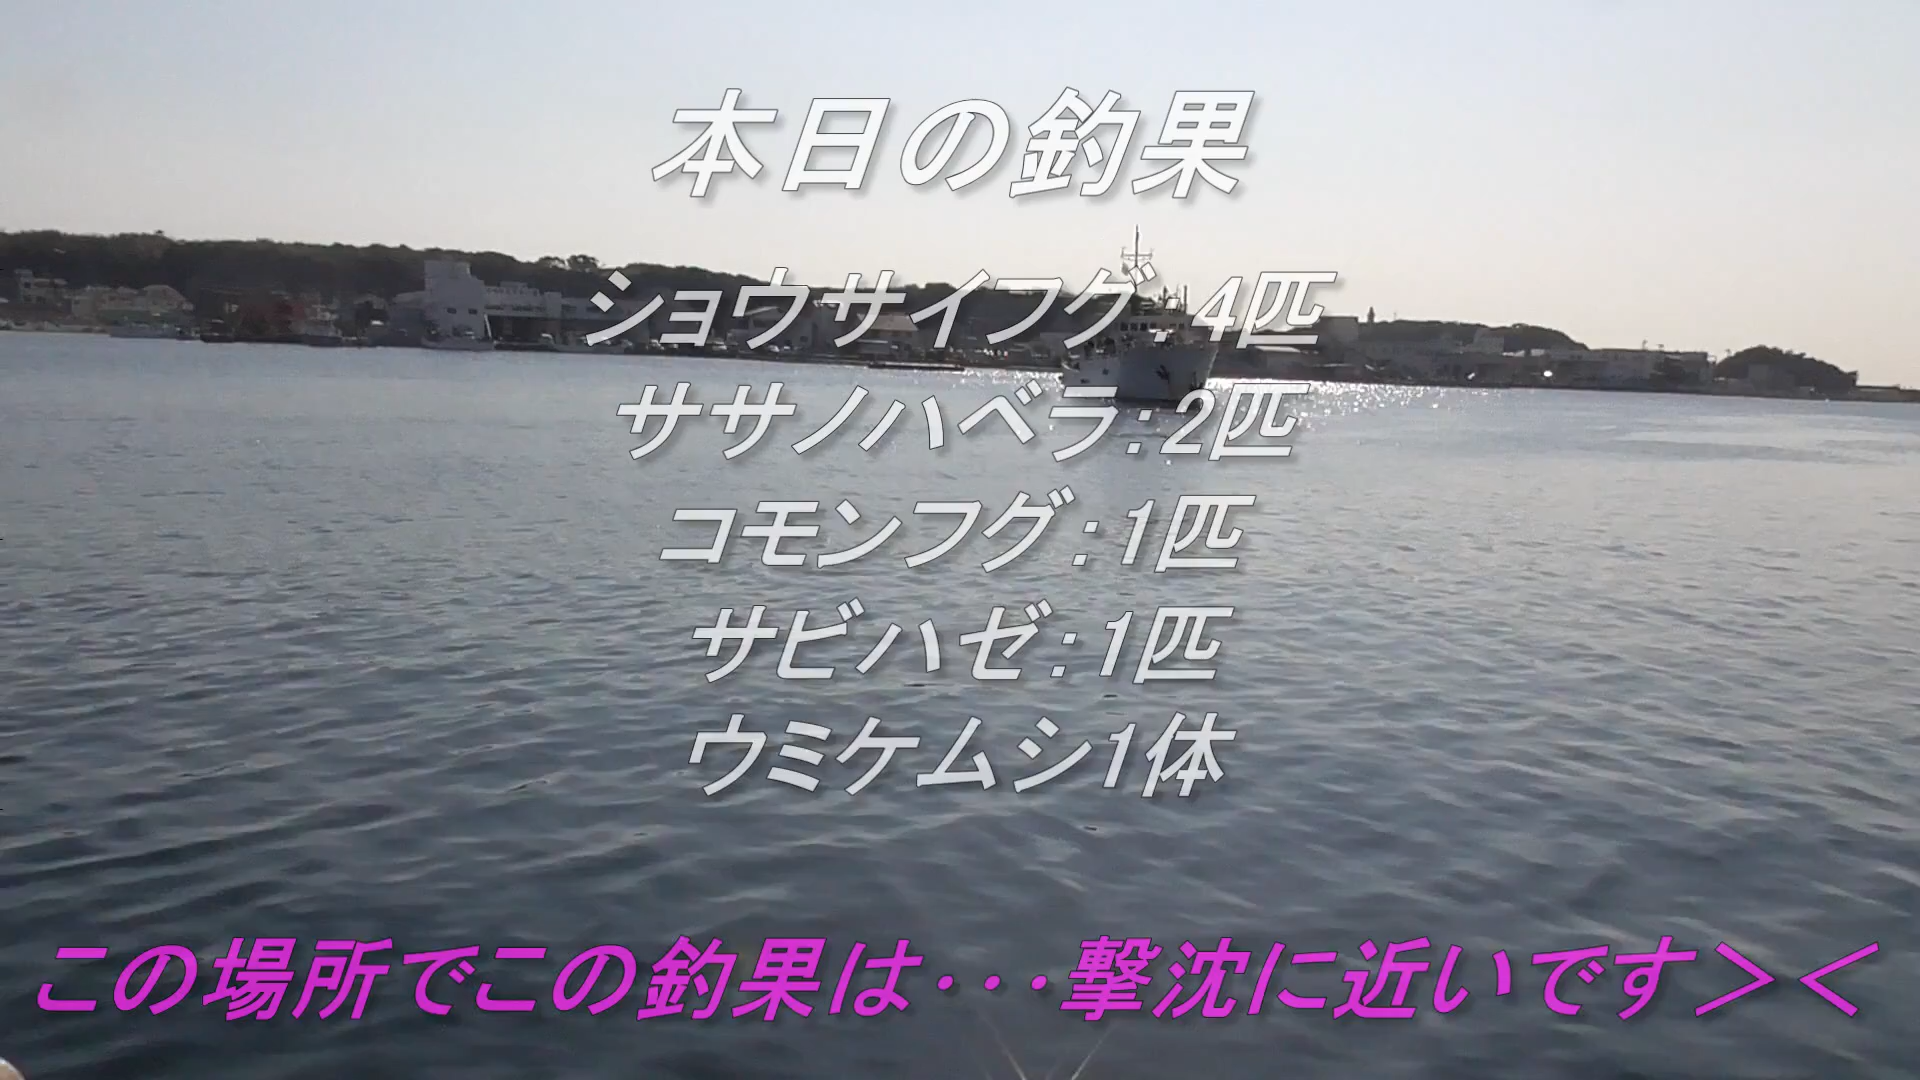 本日の釣果
ショウサイフグ：4匹
ササノハベラ：2匹
コモンフグ：1匹
サビハゼ：1匹
ウミケムシ1体
この場所でこの釣果は・・・撃沈に近いです＞＜